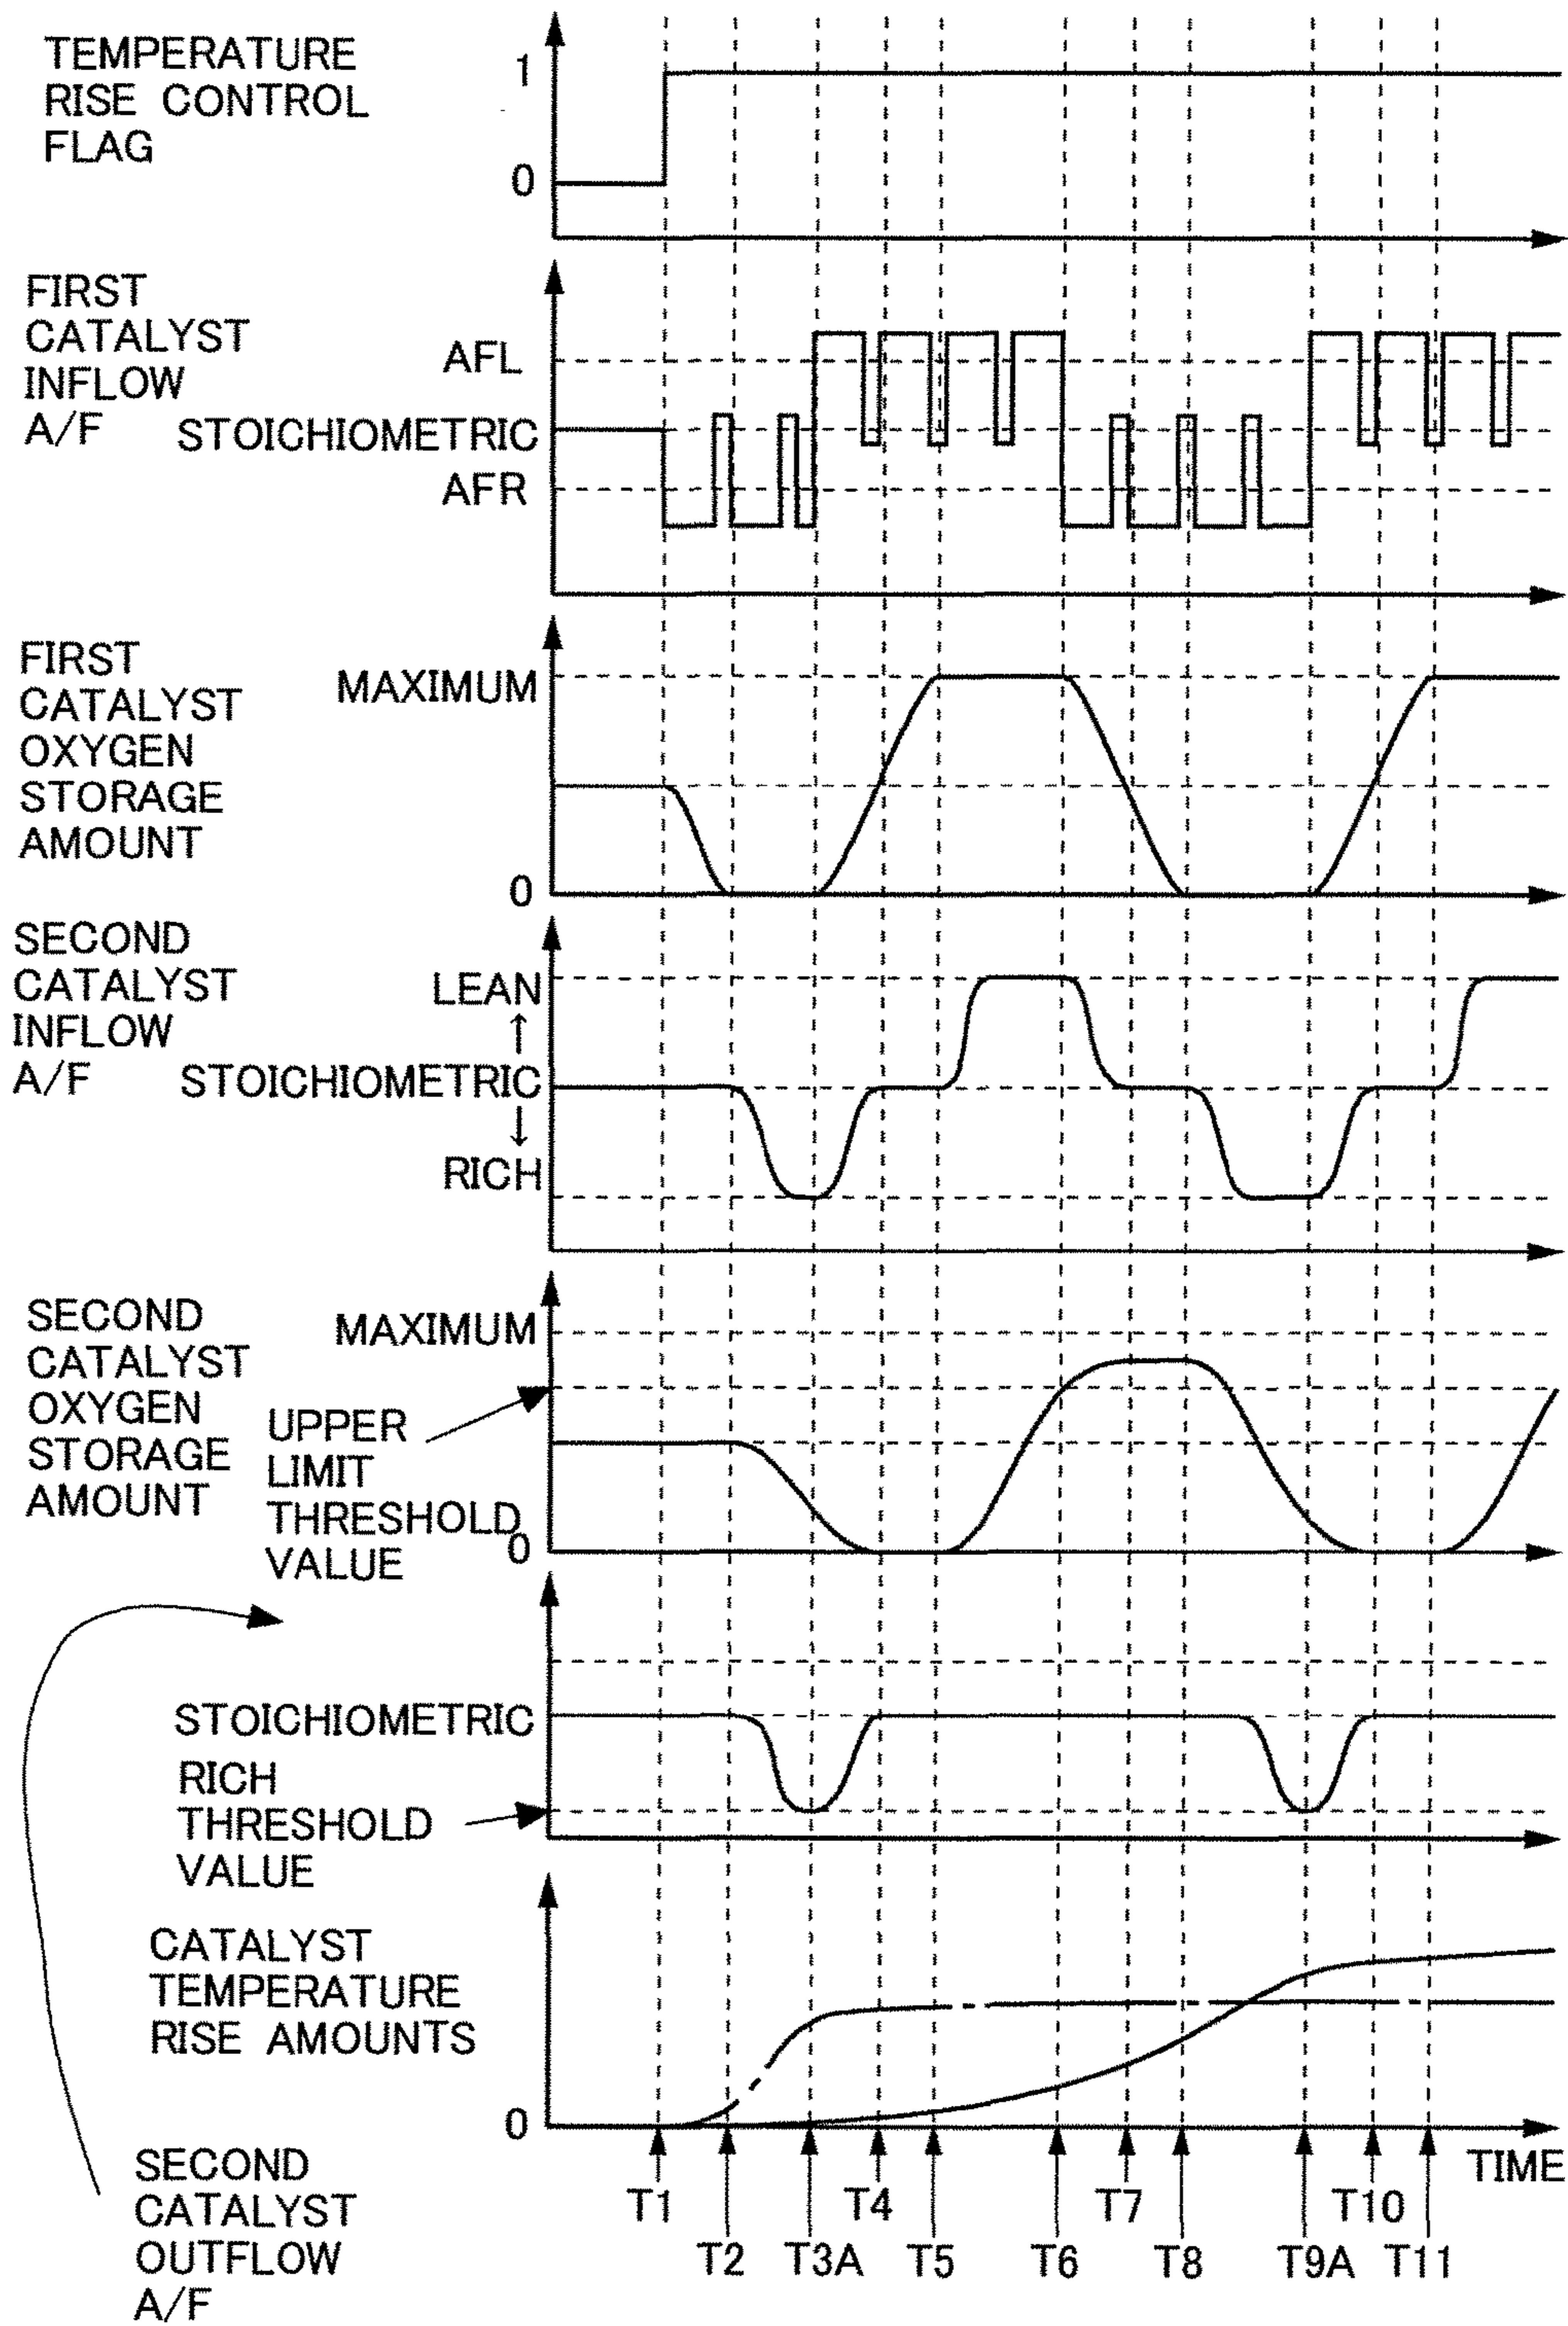 TEMPERATURE
RISE CONTROL
FLAG
1
0
FIRST
CATALYST
INFLOW
A/F
AFL
STOICHIOMETRIC
AFR
FIRST
CATALYST
OXYGEN
STORAGE
AMOUNT
MAXIMUM
0
SECOND
CATALYST
INFLOW
A/F
LEAN
↑
STOICHIOMETRIC
↓
RICH
SECOND
CATALYST
OXYGEN
STORAGE
AMOUNT
MAXIMUM
UPPER
LIMIT
THRESHOLD
VALUE
0
STOICHIOMETRIC
RICH
THRESHOLD
VALUE
CATALYST
TEMPERATURE
RISE AMOUNTS
0
SECOND
CATALYST
OUTFLOW
A/F
TIME
T1 T4 T7 T10
T2 T3A T5 T6 T8 T9A T11